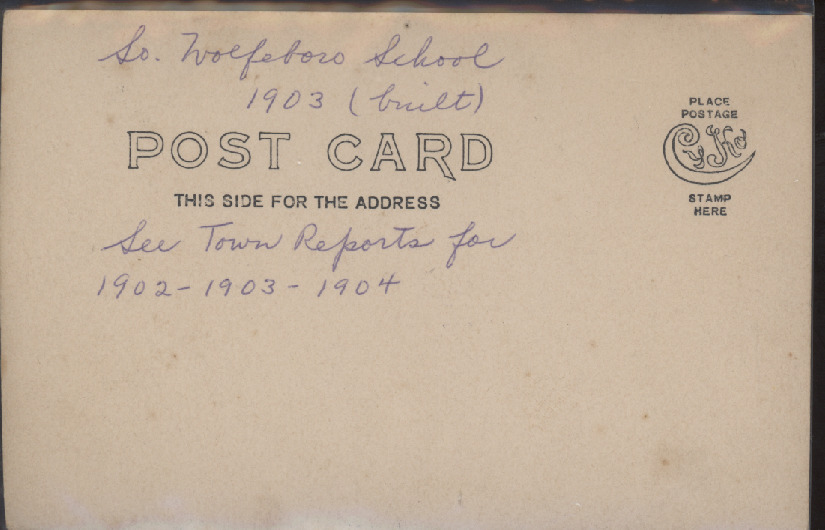 So. Wolfeboro School
1903 (built)
POST CARD
THIS SIDE FOR THE ADDRESS
PLACE
POSTAGE
CyKo
STAMP
HERE
See Town Reports for
1902-1903-1904